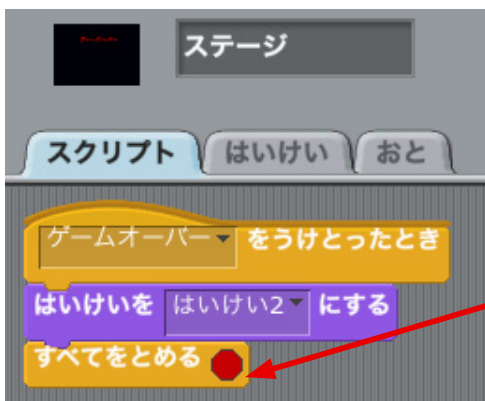 ステージ
スクリプト はいけい おと
ゲームオーバー をうけとったとき
はいけいを はいけい2 にする
すべてをとめる